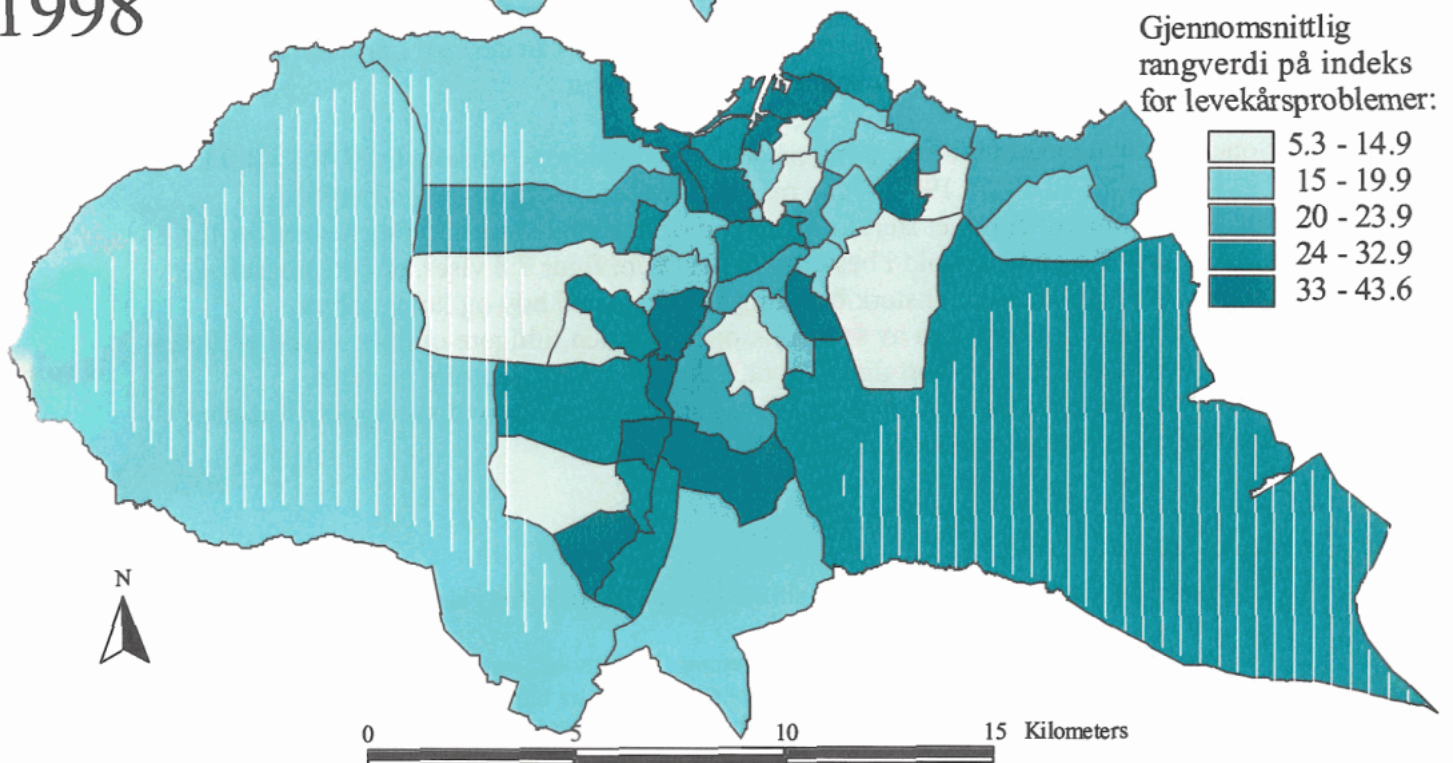 1998
Gjennomsnittlig
rangverdi på indeks
for levekårsproblemer:
5.3 - 14.9
15 - 19.9
20 - 23.9
24 - 32.9
33 - 43.6
N
0 5 10 15 Kilometers